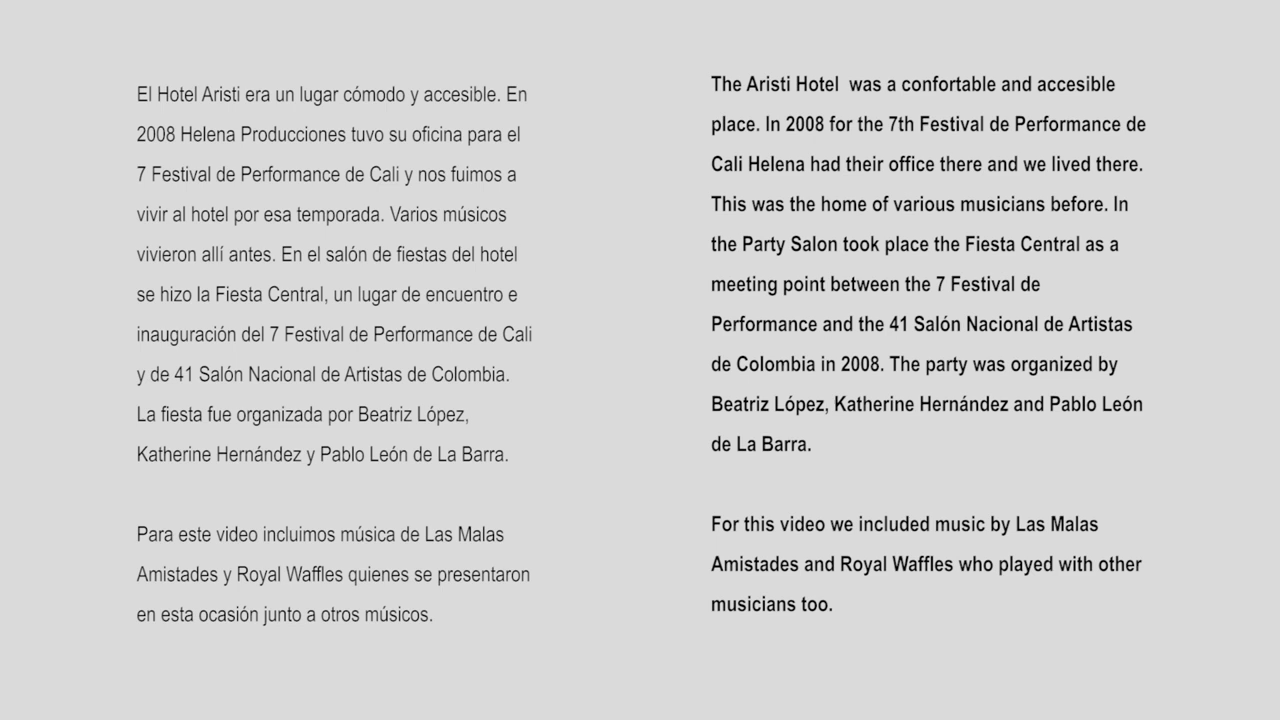 El Hotel Aristi era un lugar cómodo y accesible. En
2008 Helena Producciones tuvo su oficina para el
7 Festival de Performance de Cali y nos fuimos a
vivir al hotel por esa temporada. Varios músicos
vivieron allí antes. En el salón de fiestas del hotel
se hizo la Fiesta Central, un lugar de encuentro e
inauguración del 7 Festival de Performance de Cali
y de 41 Salón Nacional de Artistas de Colombia.
La fiesta fue organizada por Beatriz López,
Katherine Hernández y Pablo León de La Barra.
Para este video incluimos música de Las Malas
Amistades y Royal Waffles quienes se presentaron
en esta ocasión junto a otros músicos.
The Aristi Hotel  was a confortable and accesible
place. In 2008 for the 7th Festival de Performance de
Cali Helena had their office there and we lived there.
This was the home of various musicians before. In
the Party Salon took place the Fiesta Central as a
meeting point between the 7 Festival de
Performance and the 41 Salón Nacional de Artistas
de Colombia in 2008. The party was organized by
Beatriz López, Katherine Hernández and Pablo León
de La Barra.
For this video we included music by Las Malas
Amistades and Royal Waffles who played with other
musicians too.